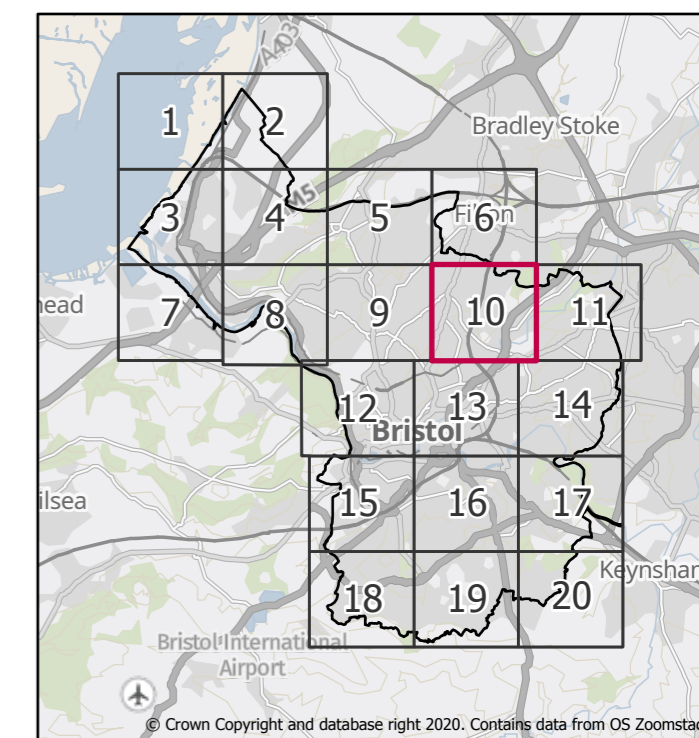 A403
1
2
Bradley Stoke
M5
3
4
5
6
Filton
head
7
8
9
10
11
12
13
14
Bristol
ilsea
15
16
17
Keynshar
18
19
20
Bristol International
Airport
© Crown Copyright and database right 2020. Contains data from OS Zoomstac